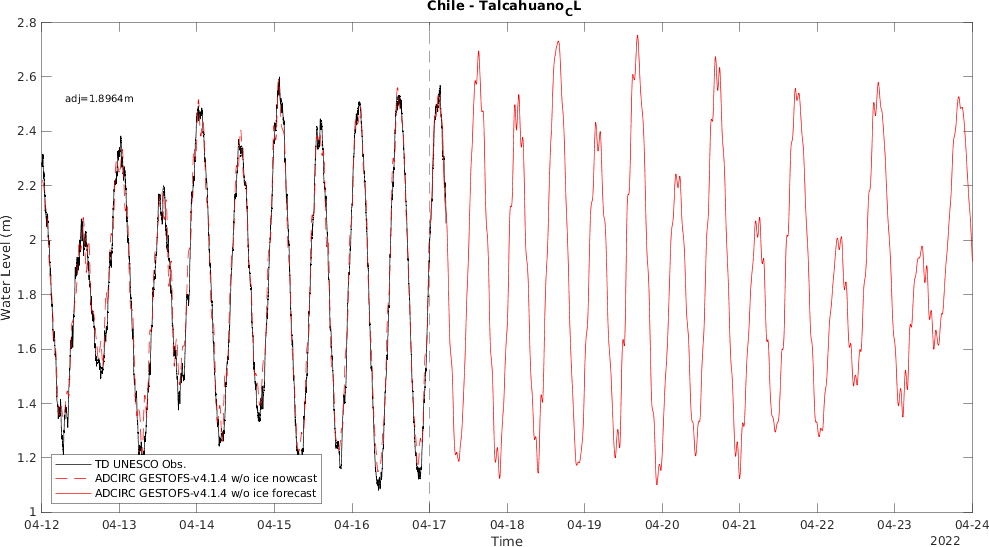 Chile - Talcahuano_CL
2.8
2.6
adj=1.8964m
2.4
2.2
2
1.8
1.6
1.4
1.2
1
Water Level (m)
TD UNESCO Obs.
ADCIRC GESTOFS-v4.1.4 w/o ice nowcast
ADCIRC GESTOFS-v4.1.4 w/o ice forecast
04-12 04-13 04-14 04-15 04-16 04-17 04-18 04-19 04-20 04-21 04-22 04-23 04-24
Time
2022